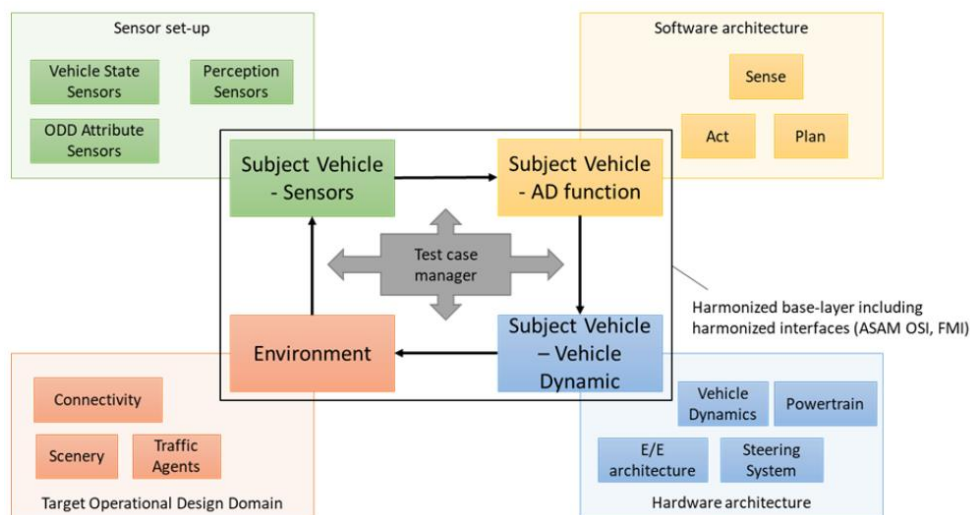 Sensor set-up
Vehicle State
Sensors
Perception
Sensors
ODD Attribute
Sensors
Software architecture
Sense
Act
Plan
Subject Vehicle
- Sensors
Subject Vehicle
- AD function
Test case
manager
Harmonized base-layer including
harmonized interfaces (ASAM OSI, FMI)
Environment
Subject Vehicle
– Vehicle
Dynamic
Connectivity
Scenery
Traffic
Agents
Target Operational Design Domain
Vehicle
Dynamics
Powertrain
E/E
architecture
Steering
System
Hardware architecture